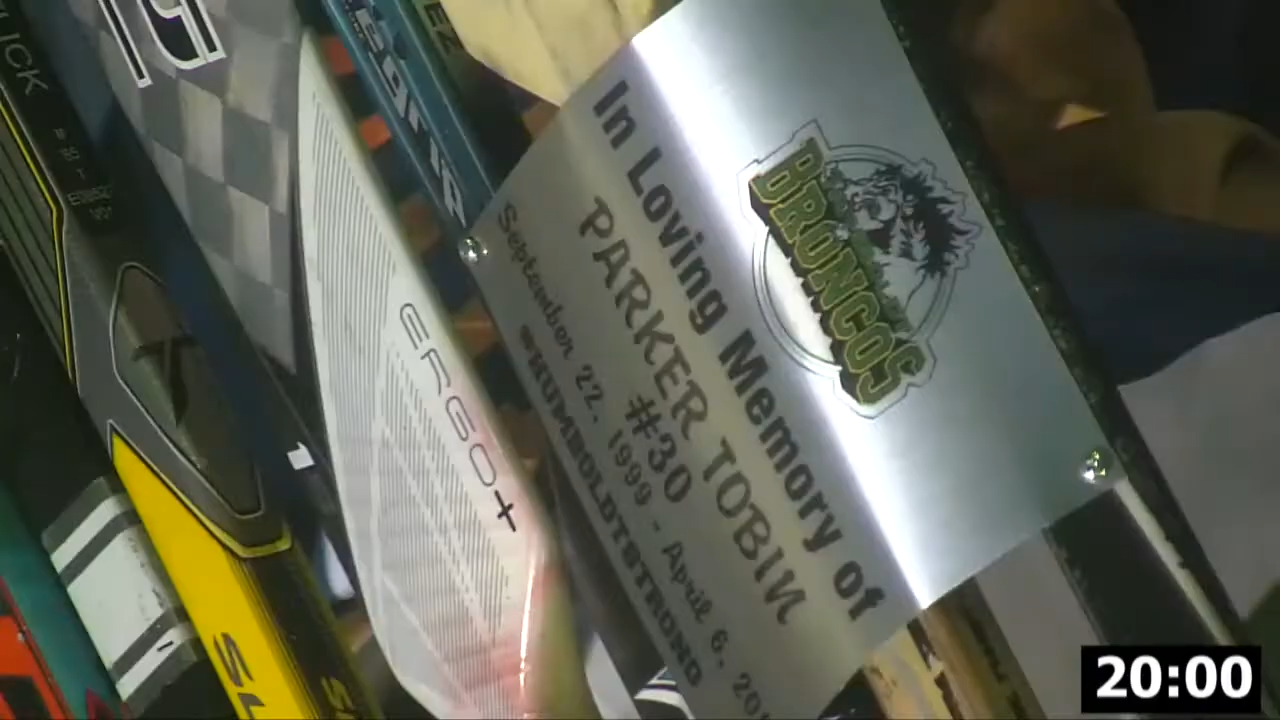 BRONCOS
In Loving Memory of
PARKER TOBIN
#30
September 22, 1999 - April 6, 20
#HUMBOLDTSTRONG
ERGO+
20:00